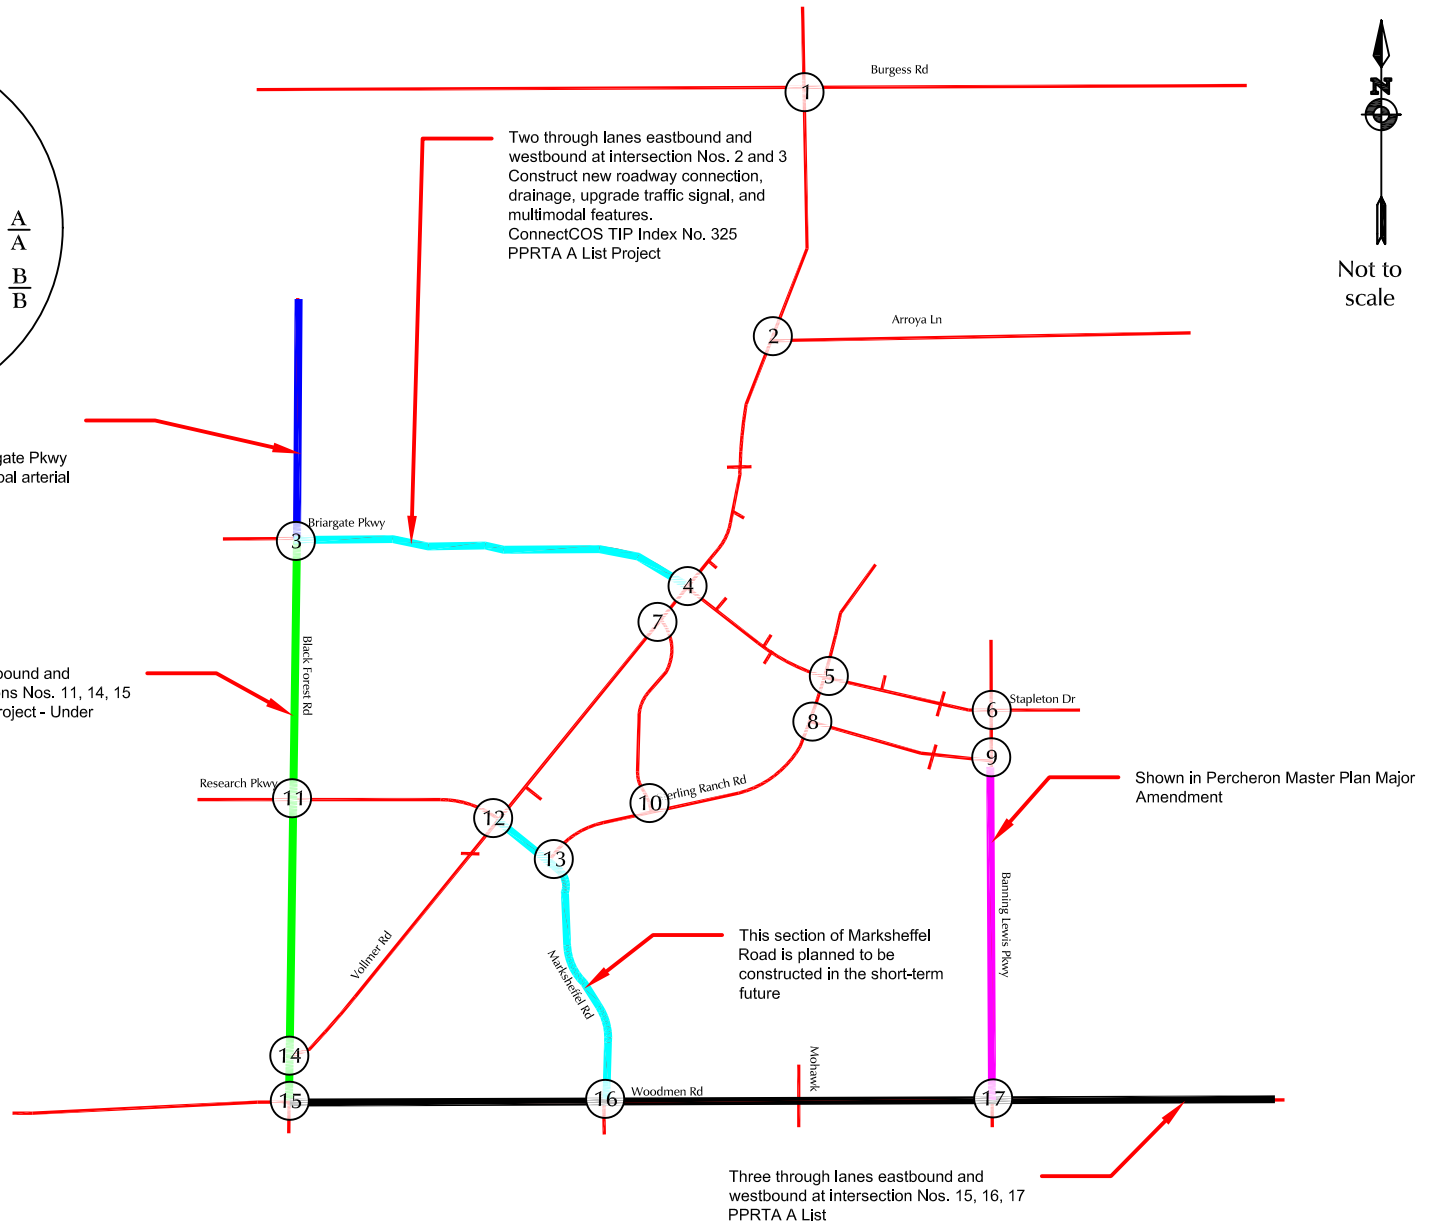 Burgess Rd
1
N
Not to
scale
Two through lanes eastbound and
westbound at intersection Nos. 2 and 3
Construct new roadway connection,
drainage, upgrade traffic signal, and
multimodal features.
ConnectCOS TIP Index No. 325
PPRTA A List Project
A
A
B
B
Arroya Ln
2
gate Pkwy
pal arterial
3
Briargate Pkwy
4
7
Black Forest Rd
5
bound and
ons Nos. 11, 14, 15
roject - Under
Stapleton Dr
6
8
9
Research Pkwy
11
erling Ranch Rd
10
12
13
Shown in Percheron Master Plan Major
Amendment
Banning Lewis Pkwy
Vollmer Rd
Marksheffel Rd
This section of Marksheffel
Road is planned to be
constructed in the short-term
future
14
Mohawk
15
16
Woodmen Rd
17
Three through lanes eastbound and
westbound at intersection Nos. 15, 16, 17
PPRTA A List